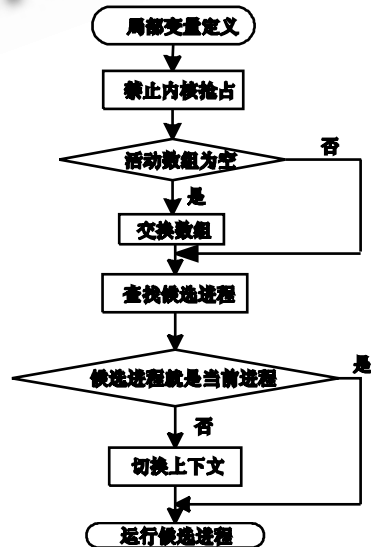 局部变量定义
禁止内核抢占
活动数组为空
否
是
交换数组
查找候选进程
候选进程就是当前进程
是
否
切换上下文
运行候选进程